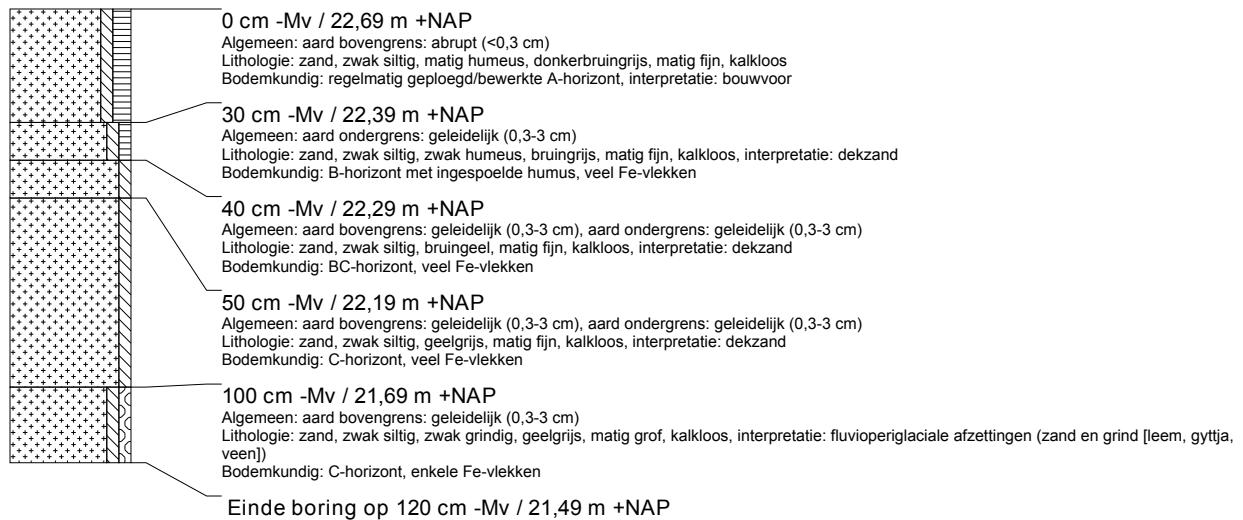 0 cm -Mv / 22,69 m +NAP
Algemeen: aard bovengrens: abrupt (<0,3 cm)
Lithologie: zand, zwak siltig, matig humeus, donkerbruingrijs, matig fijn, kalkloos
Bodemkundig: regelmatig geploegd/bewerkte A-horizont, interpretatie: bouwvoor
30 cm -Mv / 22,39 m +NAP
Algemeen: aard ondergrens: geleidelijk (0,3-3 cm)
Lithologie: zand, zwak siltig, zwak humeus, bruingrijs, matig fijn, kalkloos, interpretatie: dekzand
Bodemkundig: B-horizont met ingespoelde humus, veel Fe-vlekken
40 cm -Mv / 22,29 m +NAP
Algemeen: aard bovengrens: geleidelijk (0,3-3 cm), aard ondergrens: geleidelijk (0,3-3 cm)
Lithologie: zand, zwak siltig, bruingeel, matig fijn, kalkloos, interpretatie: dekzand
Bodemkundig: BC-horizont, veel Fe-vlekken
50 cm -Mv / 22,19 m +NAP
Algemeen: aard bovengrens: geleidelijk (0,3-3 cm), aard ondergrens: geleidelijk (0,3-3 cm)
Lithologie: zand, zwak siltig, geelgrijs, matig fijn, kalkloos, interpretatie: dekzand
Bodemkundig: C-horizont, veel Fe-vlekken
100 cm -Mv / 21,69 m +NAP
Algemeen: aard bovengrens: geleidelijk (0,3-3 cm)
Lithologie: zand, zwak siltig, zwak grindig, geelgrijs, matig grof, kalkloos, interpretatie: fluvioperiglaciale afzettingen (zand en grind [leem, gyttja,
veen])
Bodemkundig: C-horizont, enkele Fe-vlekken
Einde boring op 120 cm -Mv / 21,49 m +NAP